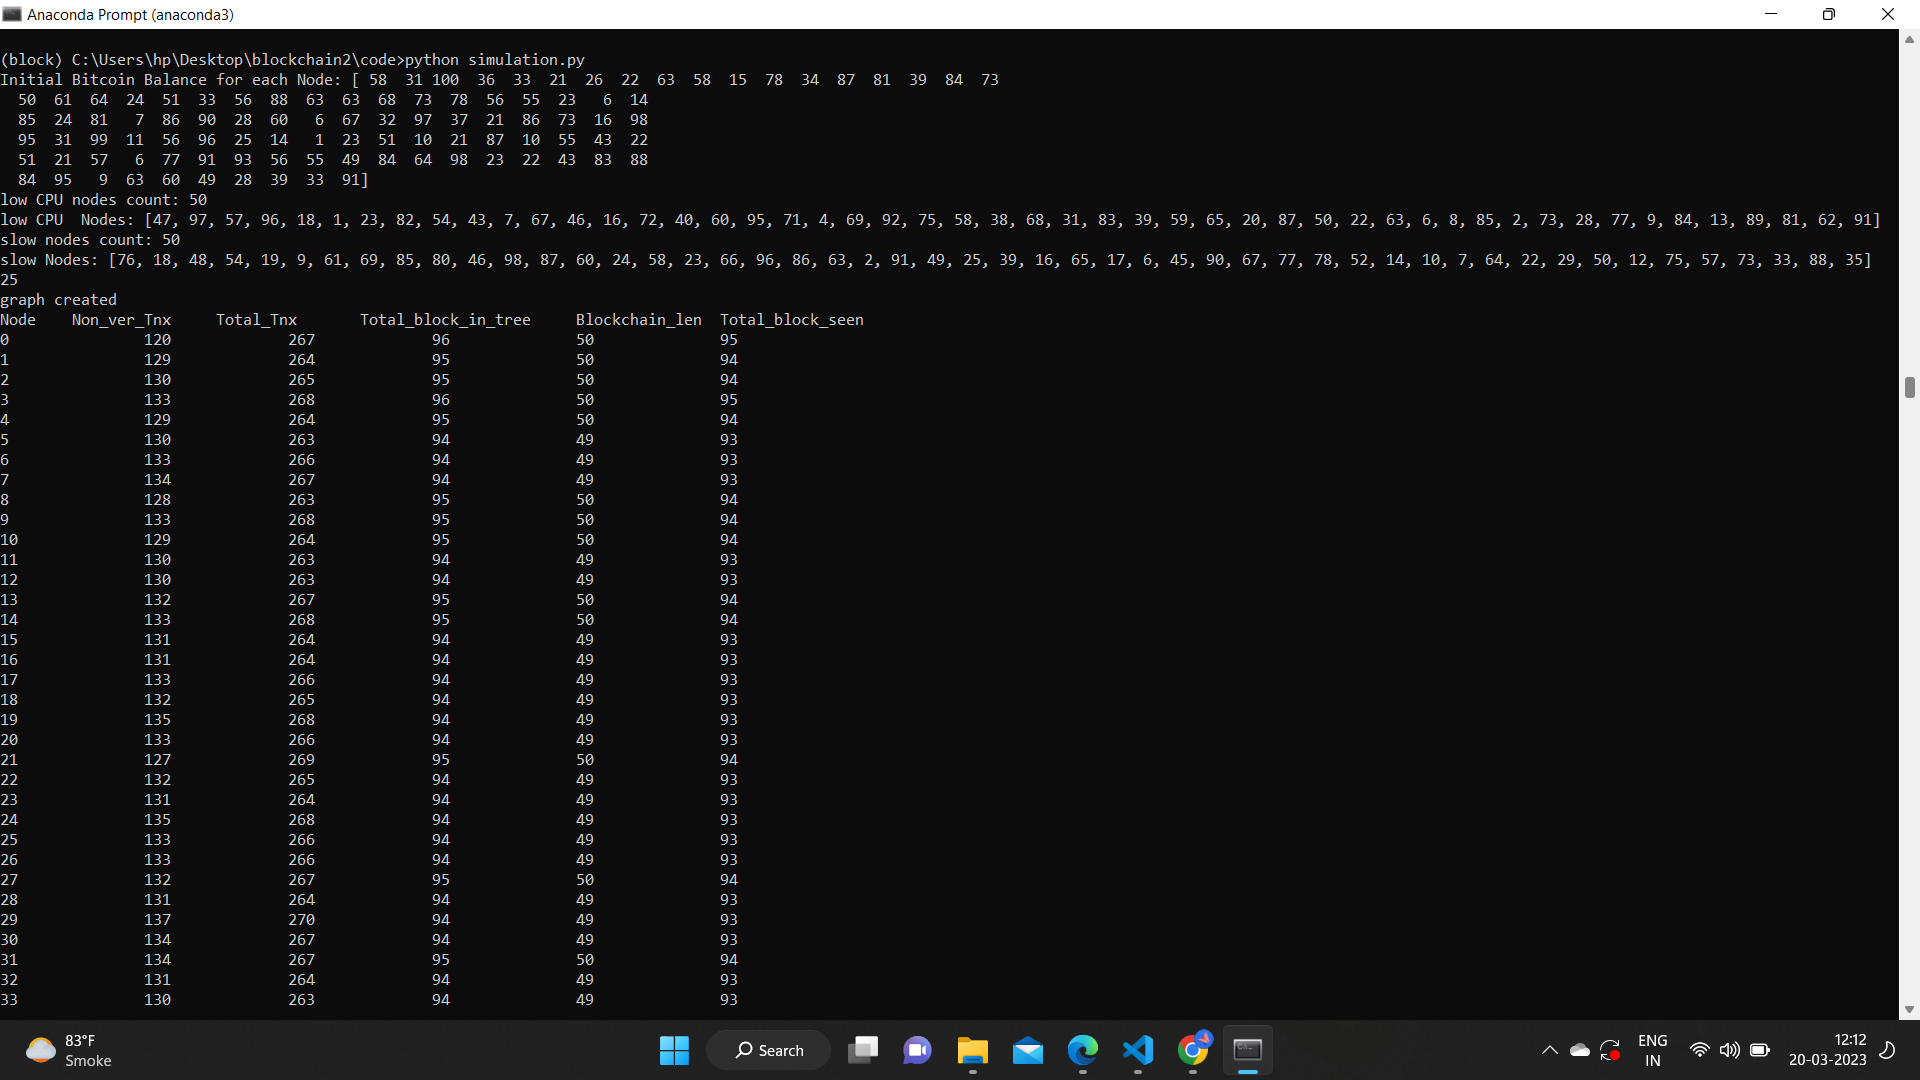 Anaconda Prompt (anaconda3)
(block) C:\Users\hp\Desktop\blockchain2\code>python simulation.py
Initial Bitcoin Balance for each Node: [ 58  31 100  36  33  21  26  22  63  58  15  78  34  87  81  39  84  73
  50  61  64  24  51  33  56  88  63  63  68  73  78  56  55  23   6  14
  85  24  81   7  86  90  28  60   6  67  32  97  37  21  86  73  16  98
  95  31  99  11  56  96  25  14   1  23  51  10  21  87  10  55  43  22
  51  21  57   6  77  91  93  56  55  49  84  64  98  23  22  43  83  88
  84  95   9  63  60  49  28  39  33  91]
low CPU nodes count: 50
low CPU  Nodes: [47, 97, 57, 96, 18, 1, 23, 82, 54, 43, 7, 67, 46, 16, 72, 40, 60, 95, 71, 4, 69, 92, 75, 58, 38, 68, 31, 83, 39, 59, 65, 20, 87, 50, 22, 63, 6, 8, 85, 2, 73, 28, 77, 9, 84, 13, 89, 81, 62, 91]
slow nodes count: 50
slow Nodes: [76, 18, 48, 54, 19, 9, 61, 69, 85, 80, 46, 98, 87, 60, 24, 58, 23, 66, 96, 86, 63, 2, 91, 49, 25, 39, 16, 65, 17, 6, 45, 90, 67, 77, 78, 52, 14, 10, 7, 64, 22, 29, 50, 12, 75, 57, 73, 33, 88, 35]
25
graph created
Node    Non_ver_Tnx     Total_Tnx       Total_block_in_tree     Blockchain_len  Total_block_seen
0               120             267             96              50              95
1               129             264             95              50              94
2               130             265             95              50              94
3               133             268             96              50              95
4               129             264             95              50              94
5               130             263             94              49              93
6               133             266             94              49              93
7               134             267             94              49              93
8               128             263             95              50              94
9               133             268             95              50              94
10              129             264             95              50              94
11              130             263             94              49              93
12              130             263             94              49              93
13              132             267             95              50              94
14              133             268             95              50              94
15              131             264             94              49              93
16              131             264             94              49              93
17              133             266             94              49              93
18              132             265             94              49              93
19              135             268             94              49              93
20              133             266             94              49              93
21              127             269             95              50              94
22              132             265             94              49              93
23              131             264             94              49              93
24              135             268             94              49              93
25              133             266             94              49              93
26              133             266             94              49              93
27              132             267             95              50              94
28              131             264             94              49              93
29              137             270             94              49              93
30              134             267             94              49              93
31              134             267             95              50              94
32              131             264             94              49              93
33              130             263             94              49              93
83°F
Smoke
Search
ENG
IN
12:12
20-03-2023